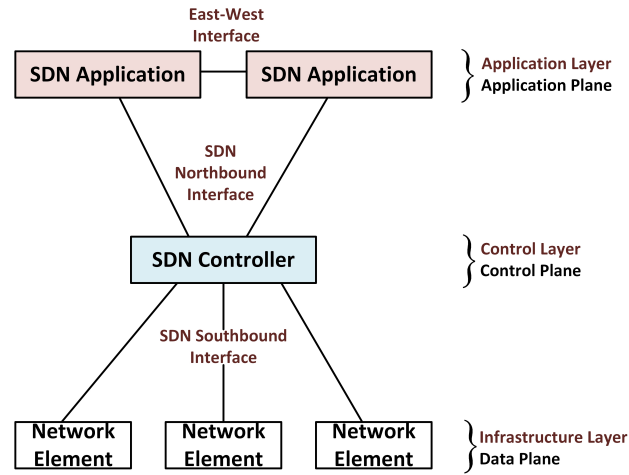 East-West
Interface
SDN Application
SDN Application
Application Layer
Application Plane
SDN
Northbound
Interface
SDN Controller
Control Layer
Control Plane
SDN Southbound
Interface
Network
Element
Network
Element
Network
Element
Infrastructure Layer
Data Plane